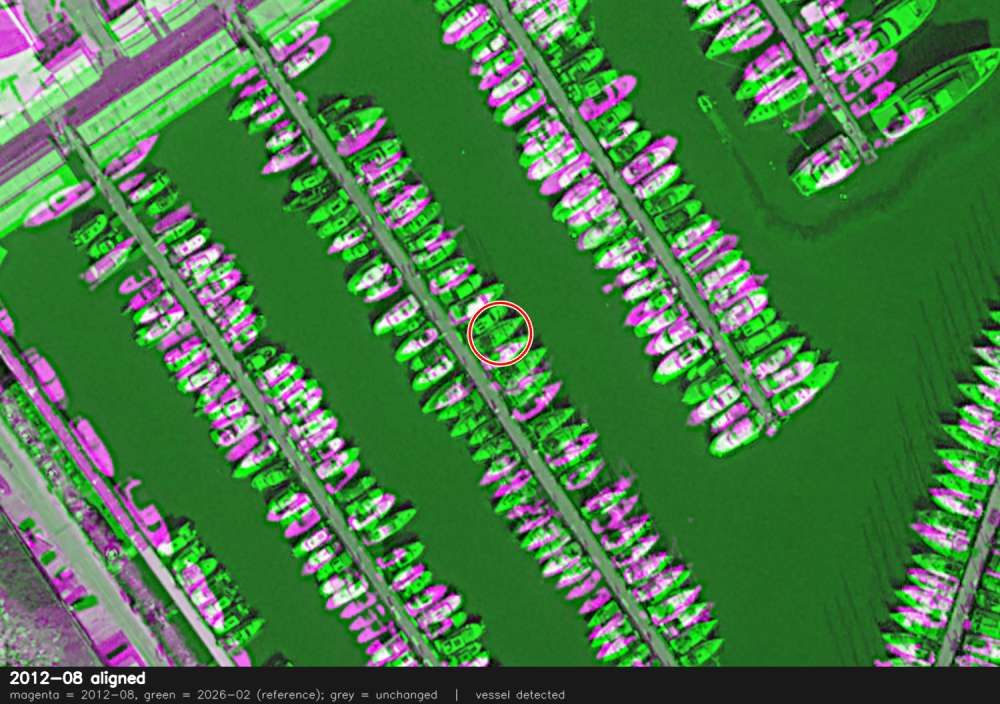 2012-08 aligned
magenta = 2012-08, green = 2026-02 (reference); grey = unchanged | vessel detected